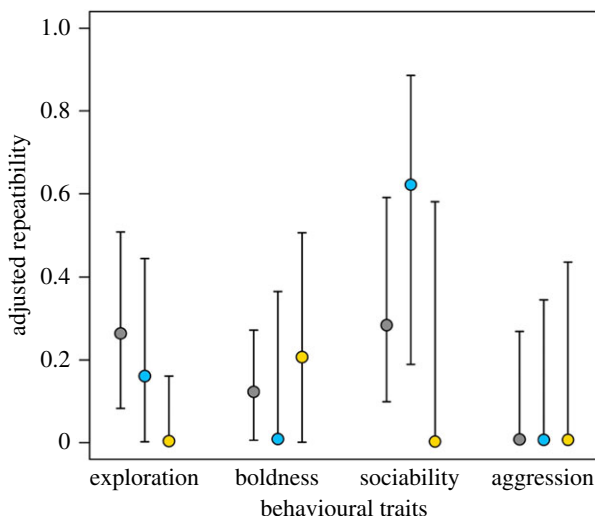 1.0
0.8
0.6
0.4
0.2
0
adjusted repeatibility
exploration boldness sociability aggression
behavioural traits